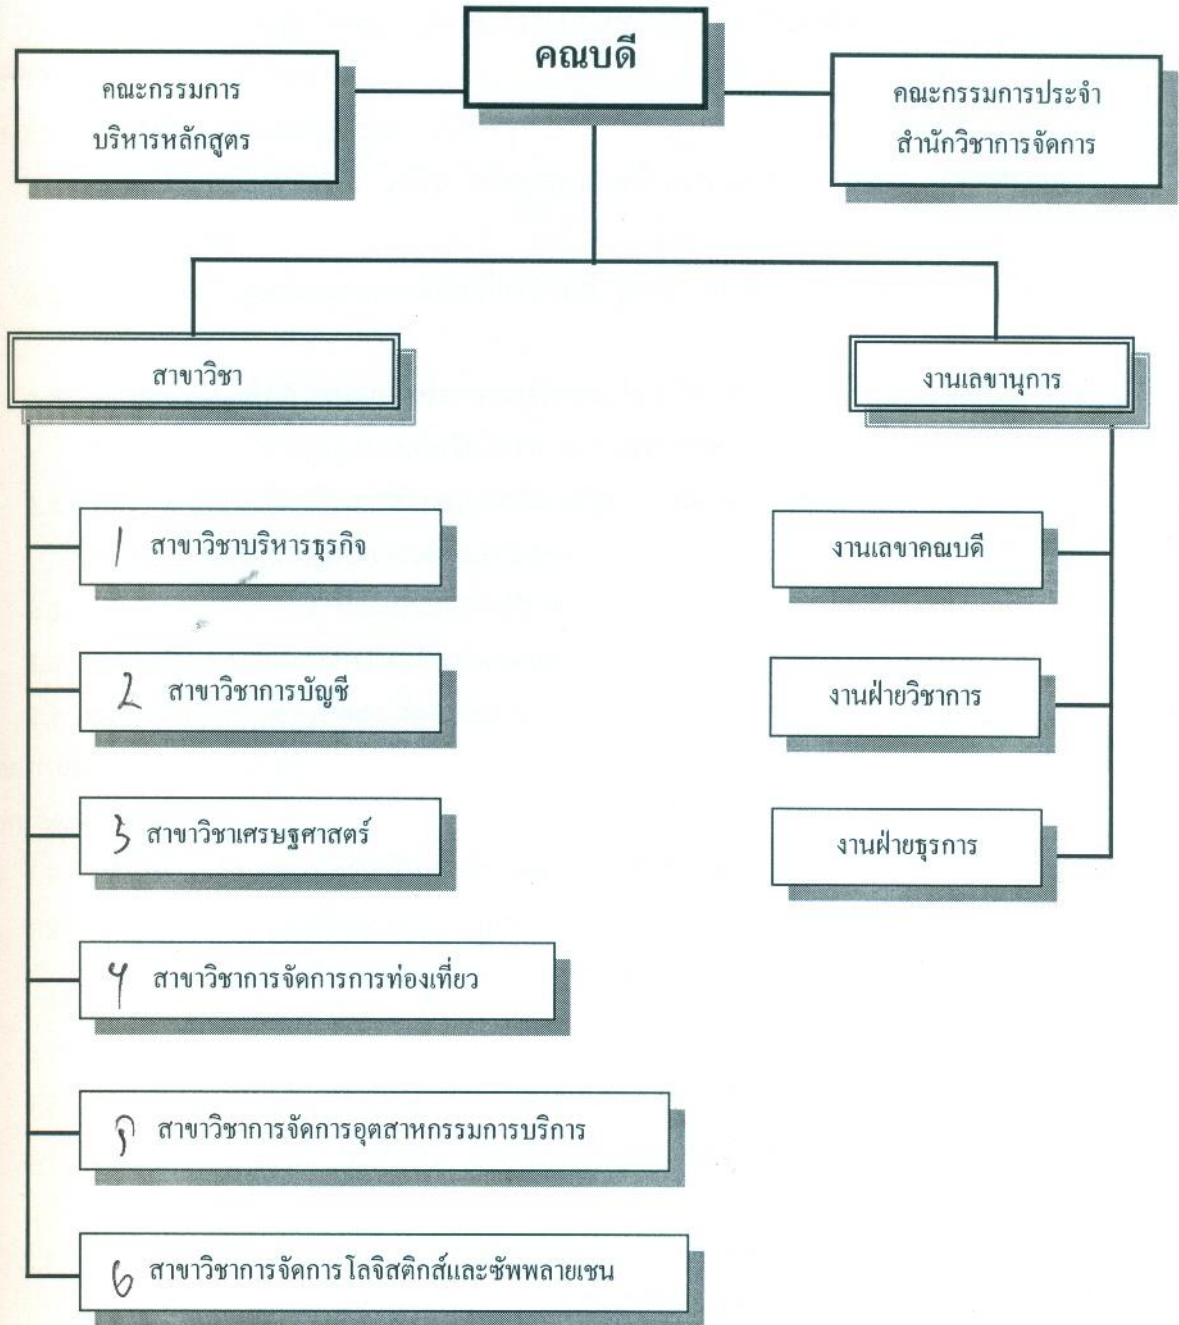 คณบดี
คณะกรรมการ
บริหารหลักสูตร
คณะกรรมการประจำ
สำนักวิชาการจัดการ
สาขาวิชา
งานเลขานุการ
1 สาขาวิชาบริหารธุรกิจ
2 สาขาวิชาการบัญชี
3 สาขาวิชาเศรษฐศาสตร์
4 สาขาวิชาการจัดการการท่องเที่ยว
5 สาขาวิชาการจัดการอุตสาหกรรมการบริการ
6 สาขาวิชาการจัดการโลจิสติกส์และซัพพลายเชน
งานเลขาคณบดี
งานฝ่ายวิชาการ
งานฝ่ายธุรการ